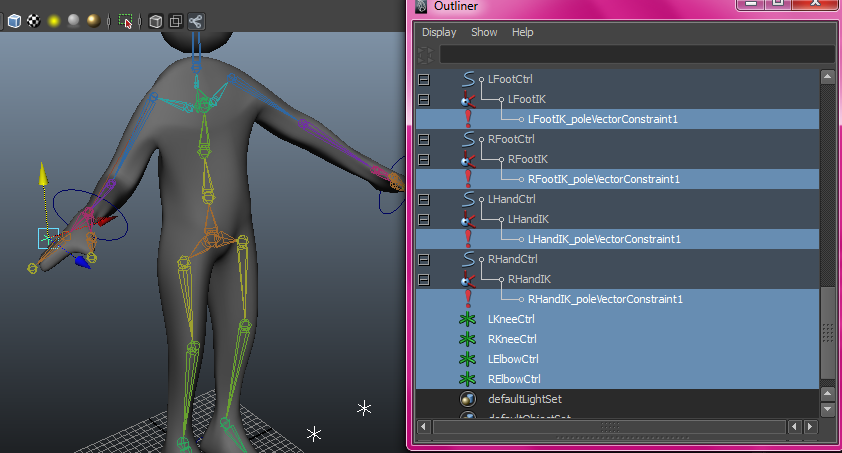 Outliner
Display Show Help
LFootCtrl
LFootIK
LFootIK_poleVectorConstraint1
RFootCtrl
RFootIK
RFootIK_poleVectorConstraint1
LHandCtrl
LHandIK
LHandIK_poleVectorConstraint1
RHandCtrl
RHandIK
RHandIK_poleVectorConstraint1
LKneeCtrl
RKneeCtrl
LElbowCtrl
RElbowCtrl
defaultLightSet
defaultObjectSet